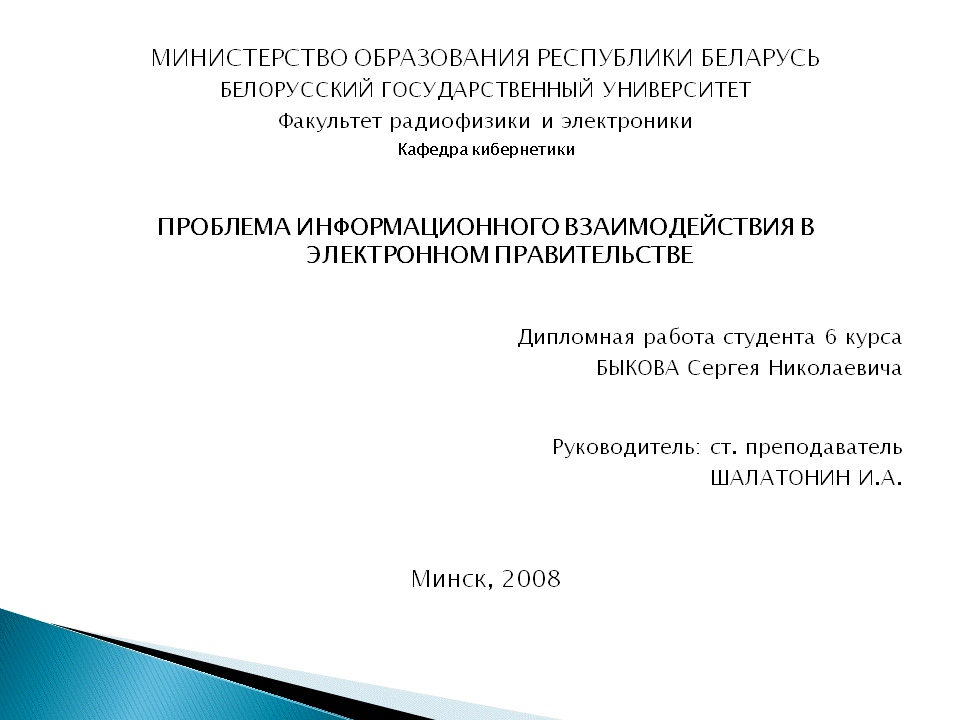 МИНИСТЕРСТВО ОБРАЗОВАНИЯ РЕСПУБЛИКИ БЕЛАРУСЬ
БЕЛОРУССКИЙ ГОСУДАРСТВЕННЫЙ УНИВЕРСИТЕТ
Факультет радиофизики и электроники
Кафедра кибернетики
ПРОБЛЕМА ИНФОРМАЦИОННОГО ВЗАИМОДЕЙСТВИЯ В
ЭЛЕКТРОННОМ ПРАВИТЕЛЬСТВЕ
Дипломная работа студента 6 курса
БЫКОВА Сергея Николаевича
Руководитель: ст. преподаватель
ШАЛАТОНИН И.А.
Минск, 2008